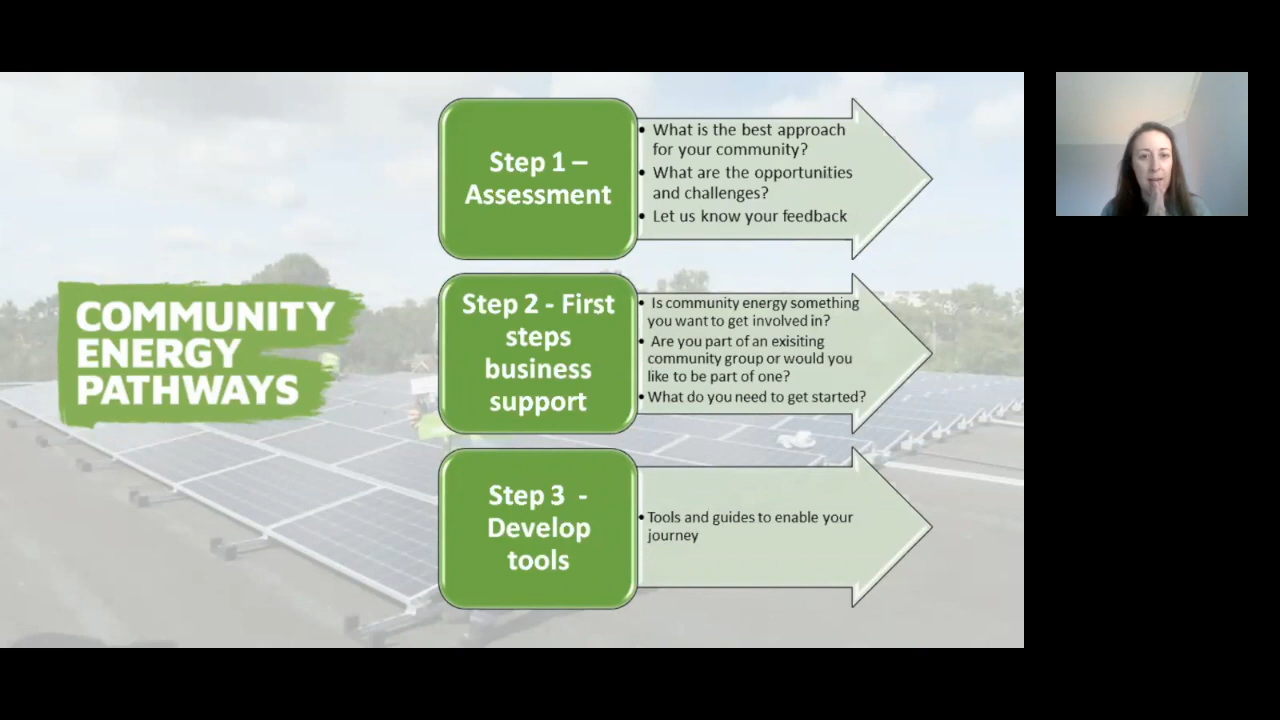 COMMUNITY
ENERGY
PATHWAYS
Step 1 –
Assessment
• What is the best approach
for your community?
• What are the opportunities
and challenges?
• Let us know your feedback
Step 2 - First
steps
business
support
• Is community energy something
you want to get involved in?
• Are you part of an exisiting
community group or would you
like to be part of one?
• What do you need to get started?
Step 3 -
Develop
tools
• Tools and guides to enable your
journey